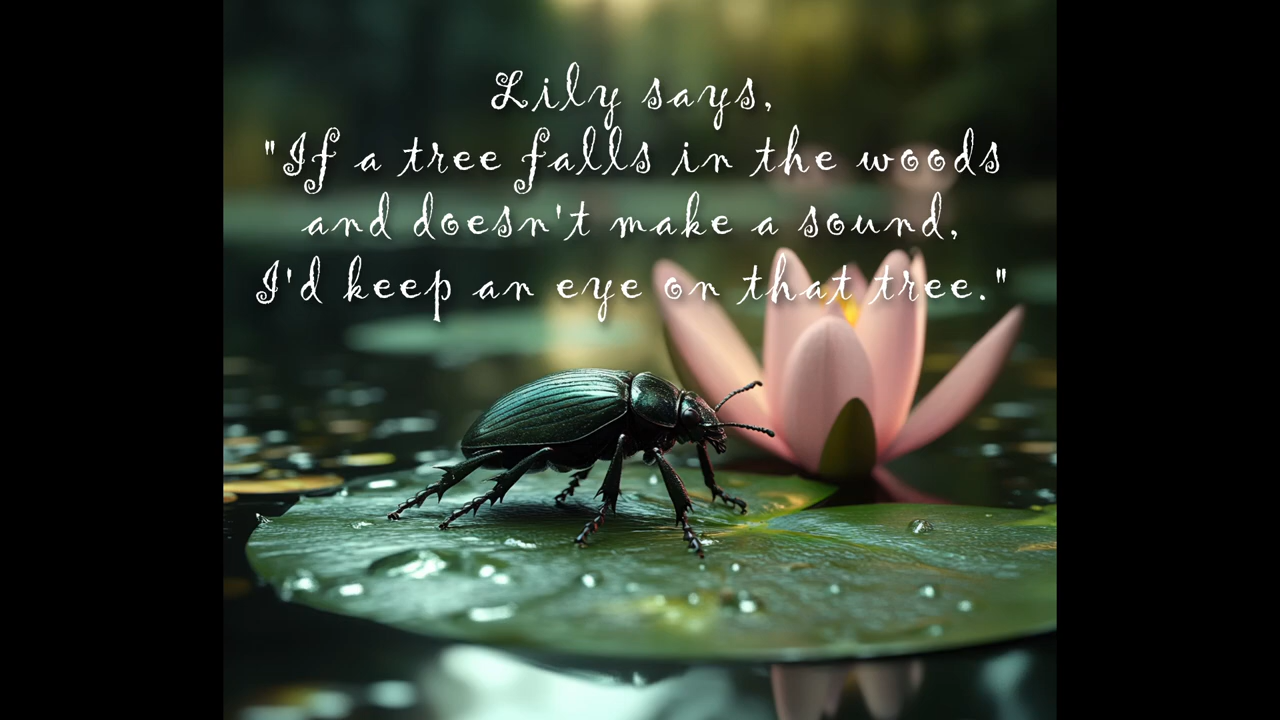 Lily says,
"If a tree falls in the woods
and doesn't make a sound,
I'd keep an eye on that tree."